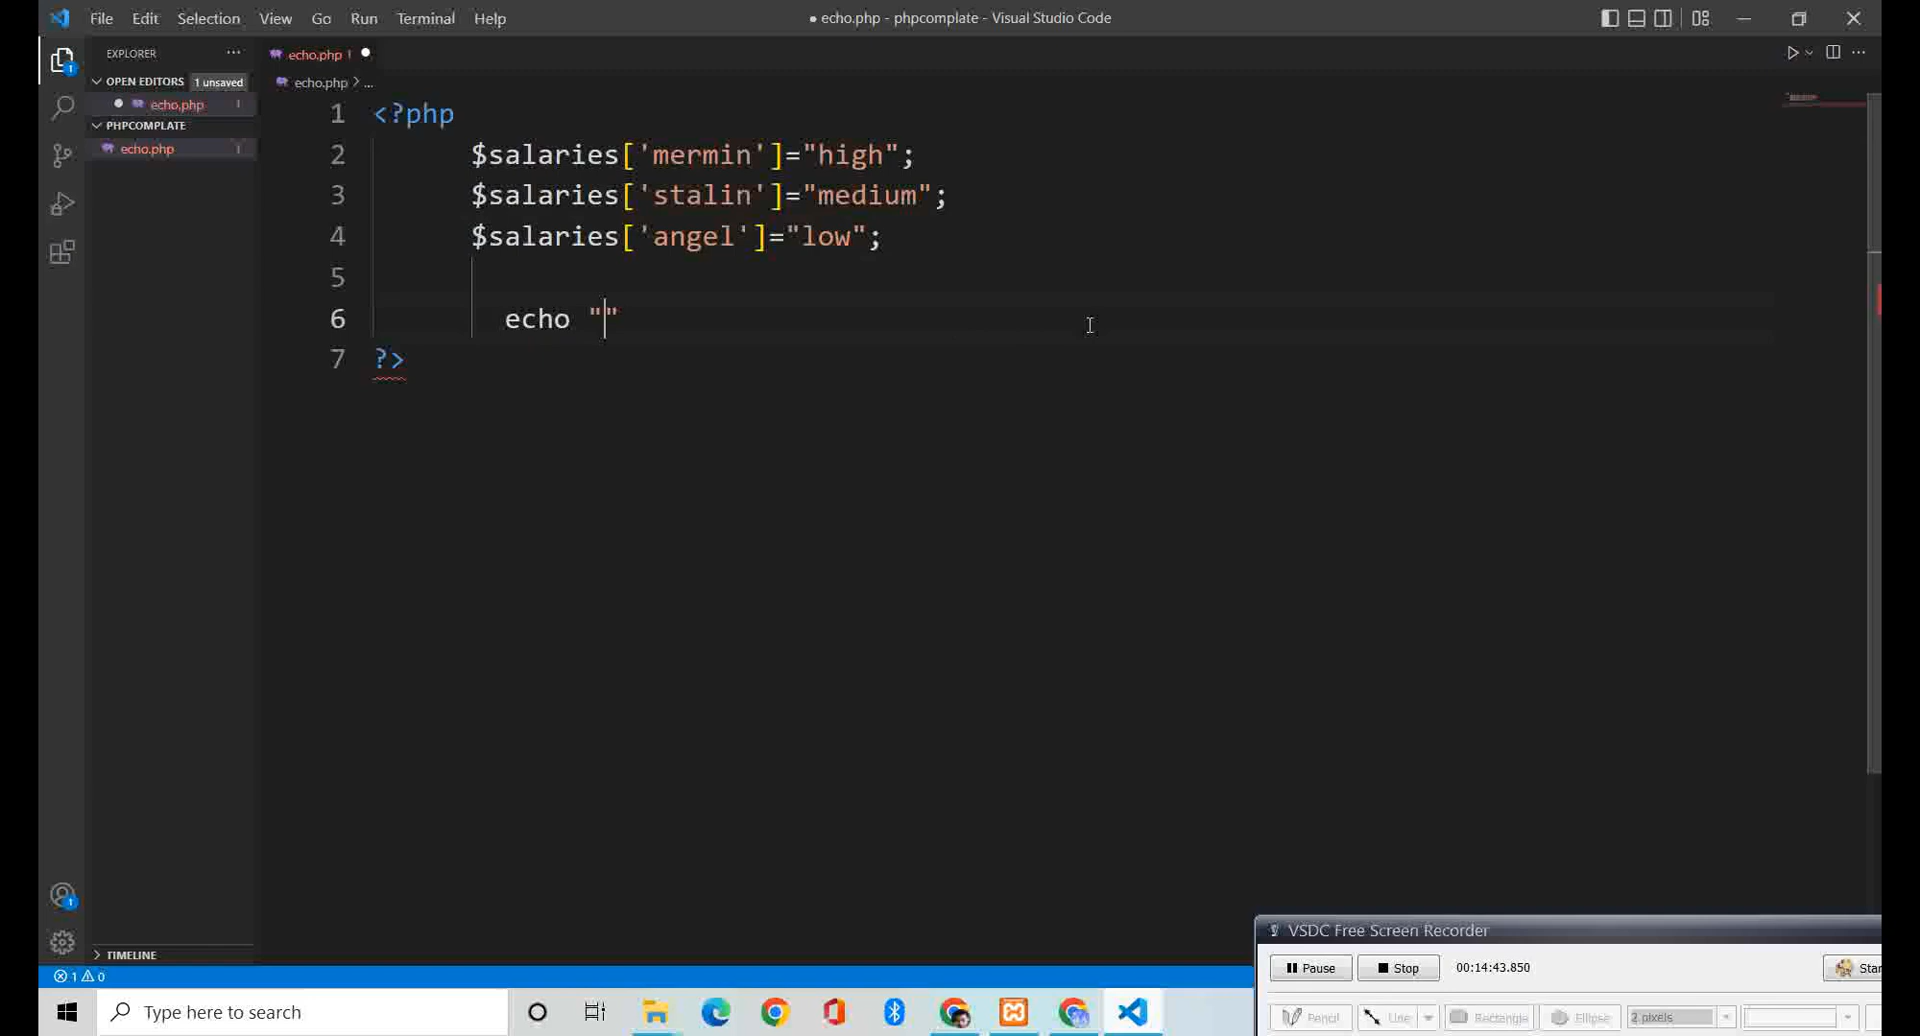 File Edit Selection View Go Run Terminal Help
● echo.php - phpcomplate - Visual Studio Code
EXPLORER ...
echo.php 1 ●
OPEN EDITORS 1 unsaved
echo.php 1
echo.php > ...
PHPCOMPLATE
echo.php 1
1 <?php
2 $salaries['mermin']="high";
3 $salaries['stalin']="medium";
4 $salaries['angel']="low";
5
6 echo ""
7 ?>
TIMELINE
1 0
VSDC Free Screen Recorder
Pause Stop 00:14:43.850
Type here to search
Pencil Line Rectangle Ellipse 2 pixels